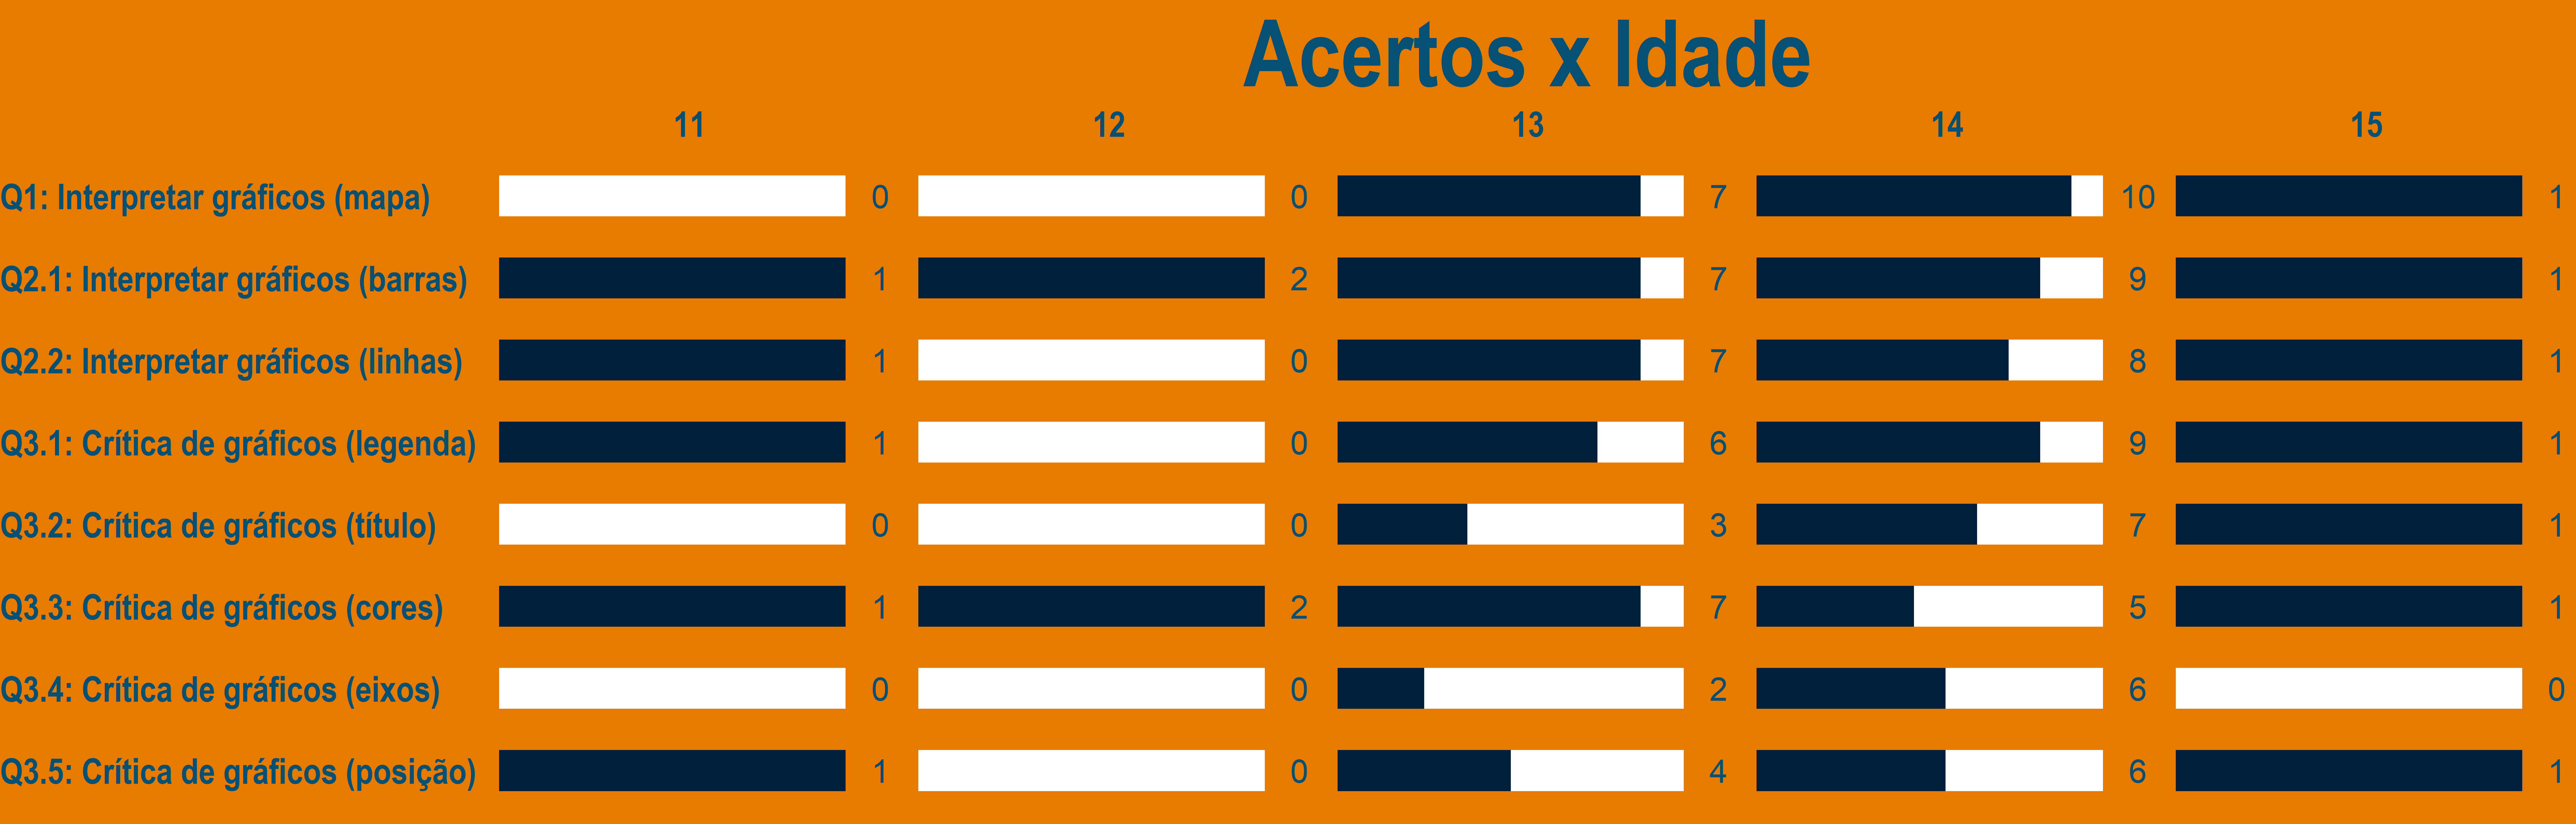 Acertos x Idade
11 12 13 14 15
Q1: Interpretar gráficos (mapa) 0 0 7 10 1
Q2.1: Interpretar gráficos (barras) 1 2 7 9 1
Q2.2: Interpretar gráficos (linhas) 1 0 7 8 1
Q3.1: Crítica de gráficos (legenda) 1 0 6 9 1
Q3.2: Crítica de gráficos (título) 0 0 3 7 1
Q3.3: Crítica de gráficos (cores) 1 2 7 5 1
Q3.4: Crítica de gráficos (eixos) 0 0 2 6 0
Q3.5: Crítica de gráficos (posição) 1 0 4 6 1